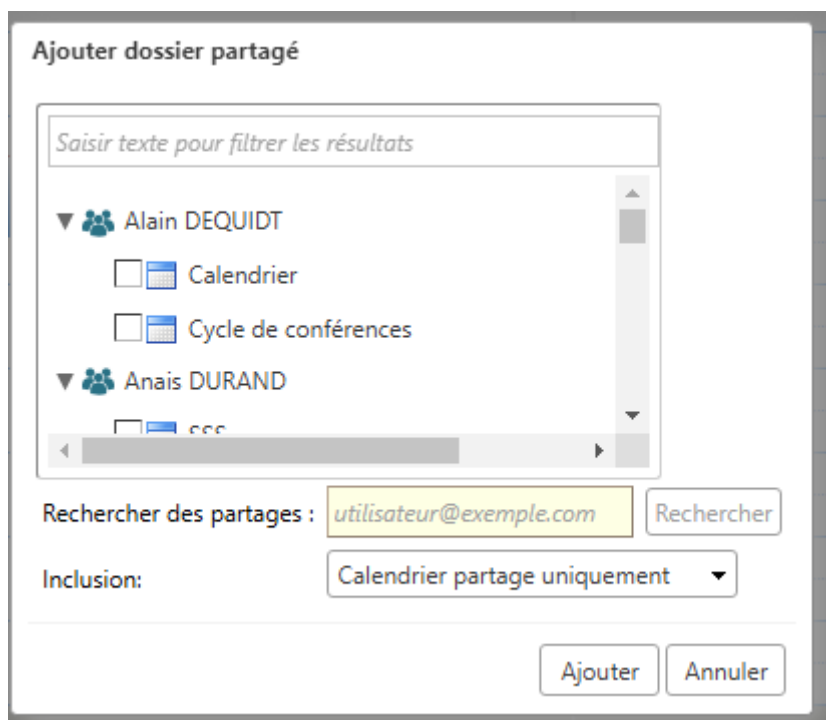 Ajouter dossier partagé
Saisir texte pour filtrer les résultats
Alain DEQUIDT
Calendrier
Cycle de conférences
Anais DURAND
Rechercher des partages : utilisateur@exemple.com Rechercher
Inclusion: Calendrier partage uniquement
Ajouter Annuler